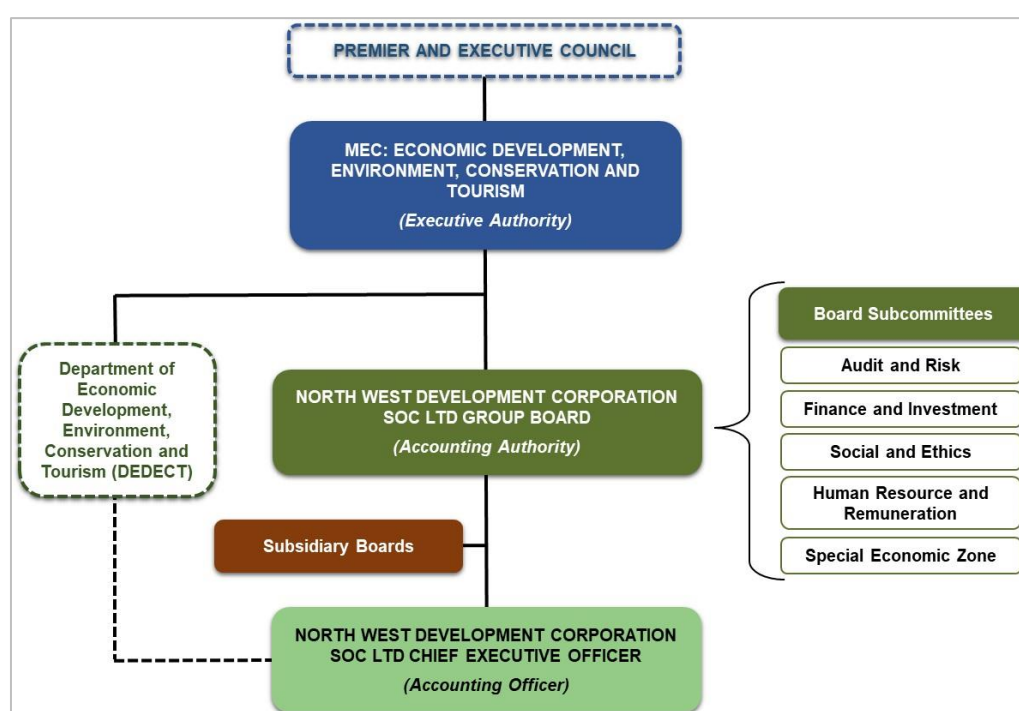 PREMIER AND EXECUTIVE COUNCIL
MEC: ECONOMIC DEVELOPMENT,
ENVIRONMENT, CONSERVATION AND
TOURISM
(Executive Authority)
Department of
Economic
Development,
Environment,
Conservation and
Tourism (DEDECT)
NORTH WEST DEVELOPMENT CORPORATION
SOC LTD GROUP BOARD
(Accounting Authority)
Board Subcommittees
Audit and Risk
Finance and Investment
Social and Ethics
Human Resource and
Remuneration
Special Economic Zone
Subsidiary Boards
NORTH WEST DEVELOPMENT CORPORATION
SOC LTD CHIEF EXECUTIVE OFFICER
(Accounting Officer)